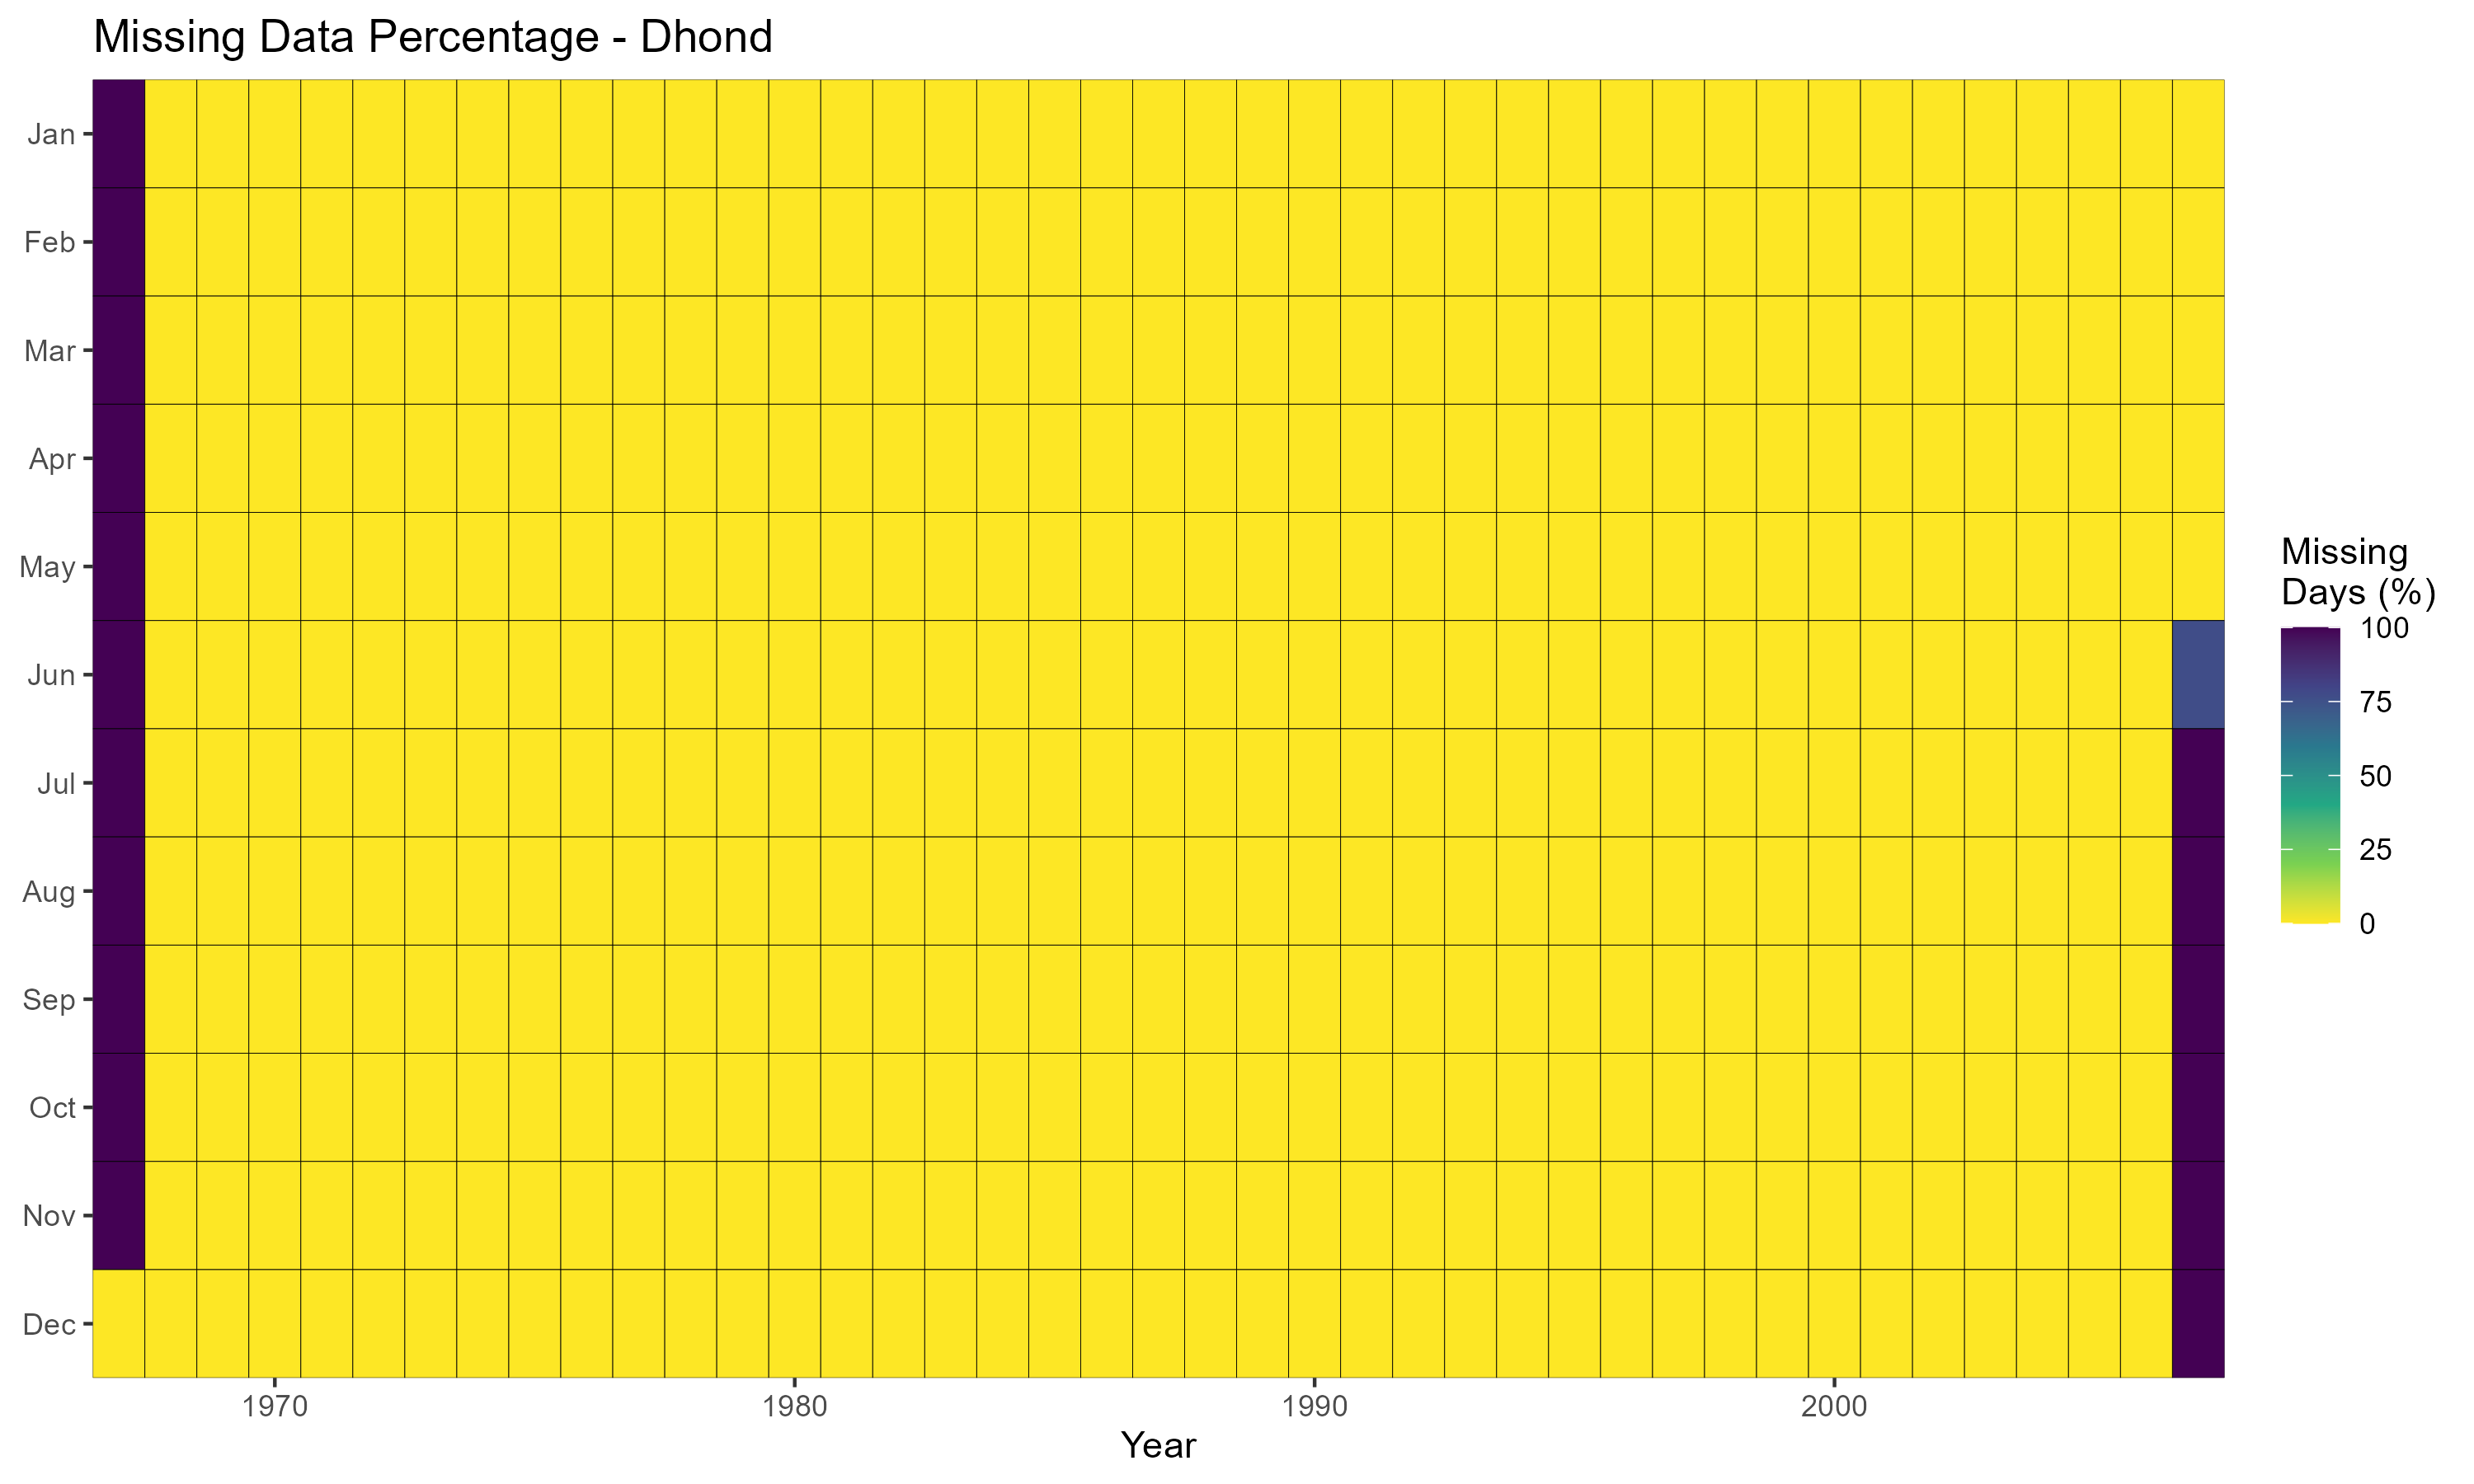 Missing Data Percentage - Dhond
Jan
Feb
Mar
Apr
May
Jun
Jul
Aug
Sep
Oct
Nov
Dec
1970 1980 1990 2000
Year
Missing
Days (%)
100
75
50
25
0